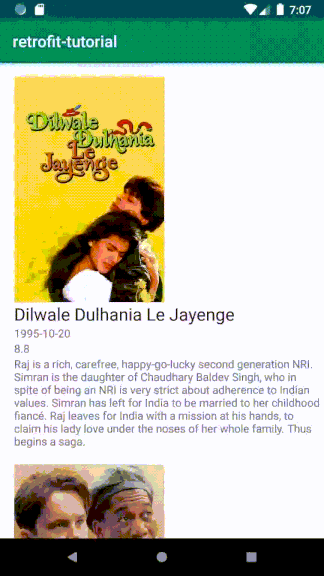 7:07
retrofit-tutorial
Dilwale
Dulhania
Le
Jayenge
Dilwale Dulhania Le Jayenge
1995-10-20
8.8
Raj is a rich, carefree, happy-go-lucky second generation NRI.
Simran is the daughter of Chaudhary Baldev Singh, who in
spite of being an NRI is very strict about adherence to Indian
values. Simran has left for India to be married to her childhood
fiancé. Raj leaves for India with a mission at his hands, to
claim his lady love under the noses of her whole family. Thus
begins a saga.